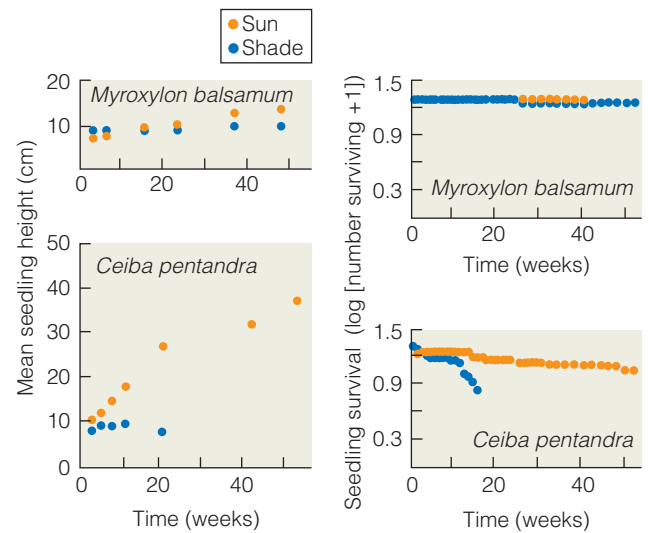 Sun
Shade
Mean seedling height (cm)
20
10
0
Myroxylon balsamum
0 20 40
Time (weeks)
50
40
30
20
10
0
Ceiba pentandra
0 20 40
Time (weeks)
Seedling survival (log [number surviving +1])
1.5
0.9
0.3
Myroxylon balsamum
0 20 40
Time (weeks)
1.5
0.9
0.3
Ceiba pentandra
0 20 40
Time (weeks)